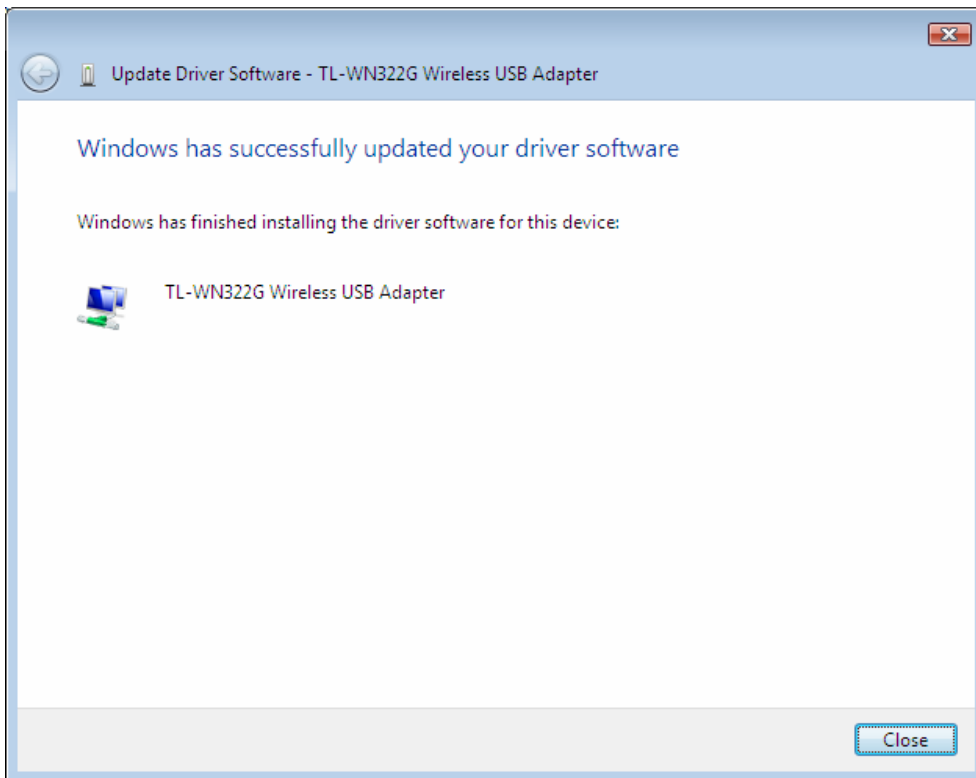 Update Driver Software - TL-WN322G Wireless USB Adapter
Windows has successfully updated your driver software
Windows has finished installing the driver software for this device:
TL-WN322G Wireless USB Adapter
Close